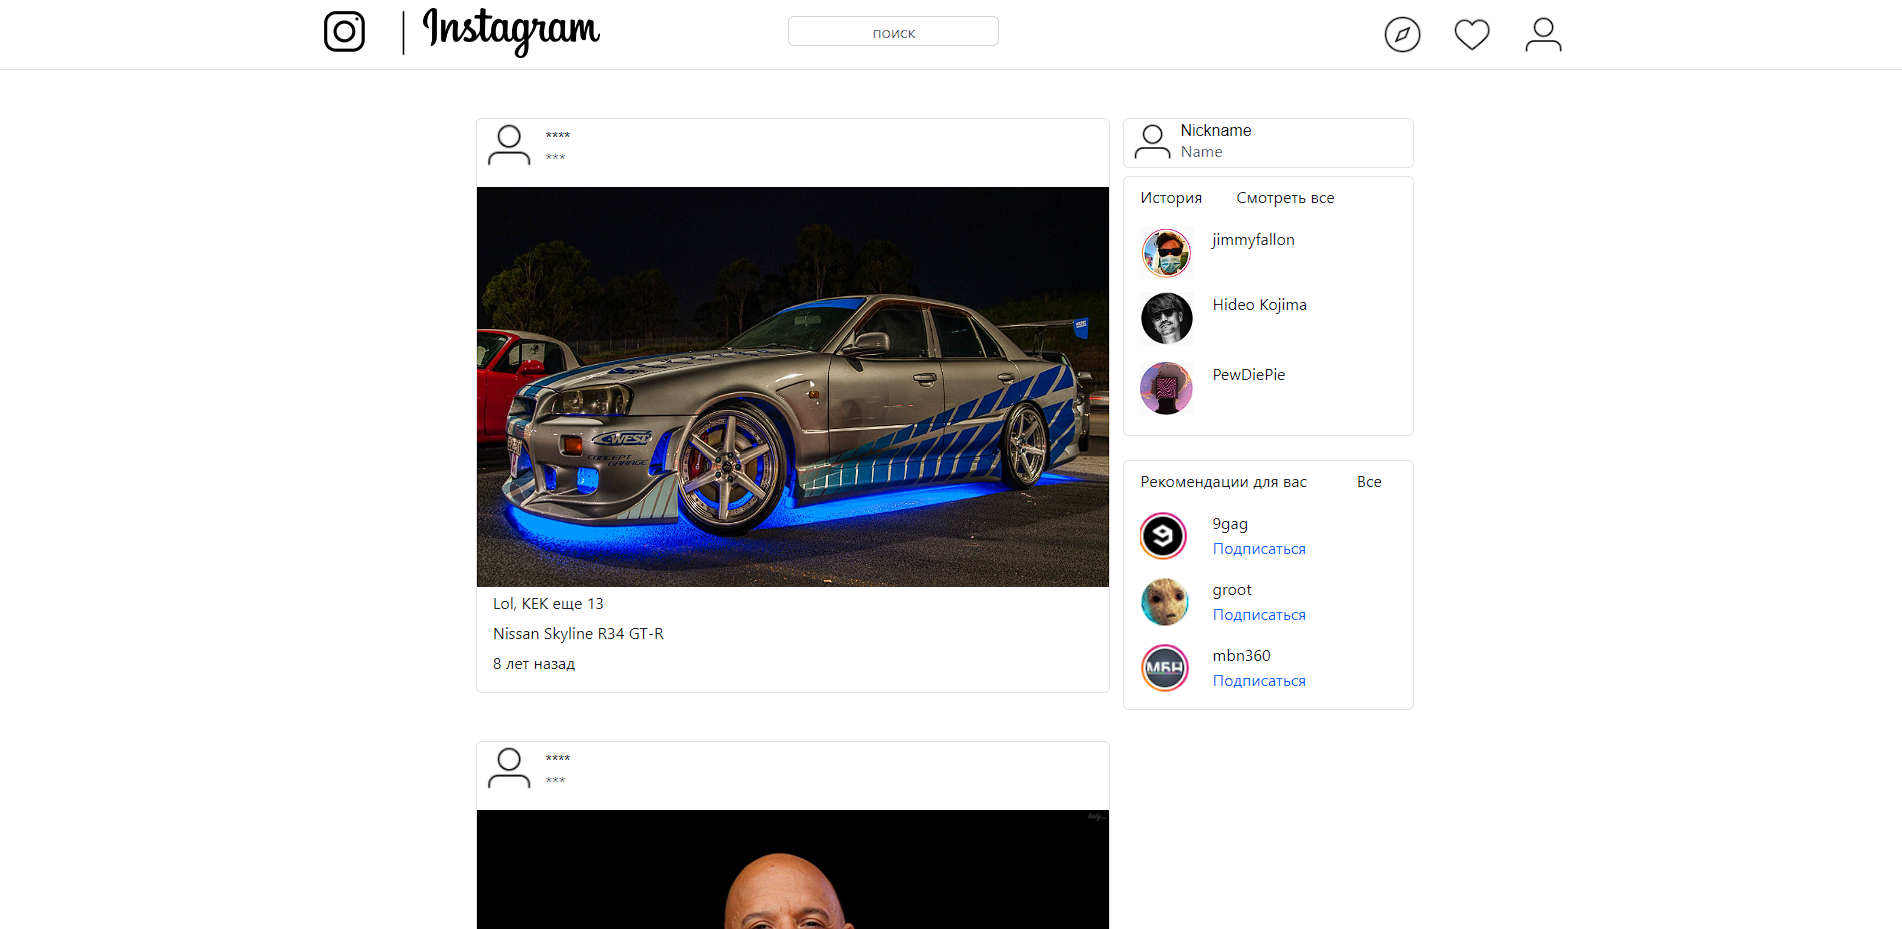 Instagram
поиск
****
***
C-WEST
CONCEPT
GARAGE
Lol, КЕК еще 13
Nissan Skyline R34 GT-R
8 лет назад
Nickname
Name
История Смотреть все
jimmyfallon
Hideo Kojima
PewDiePie
Рекомендации для вас Все
9gag
Подписаться
groot
Подписаться
МБН
mbn360
Подписаться
****
***